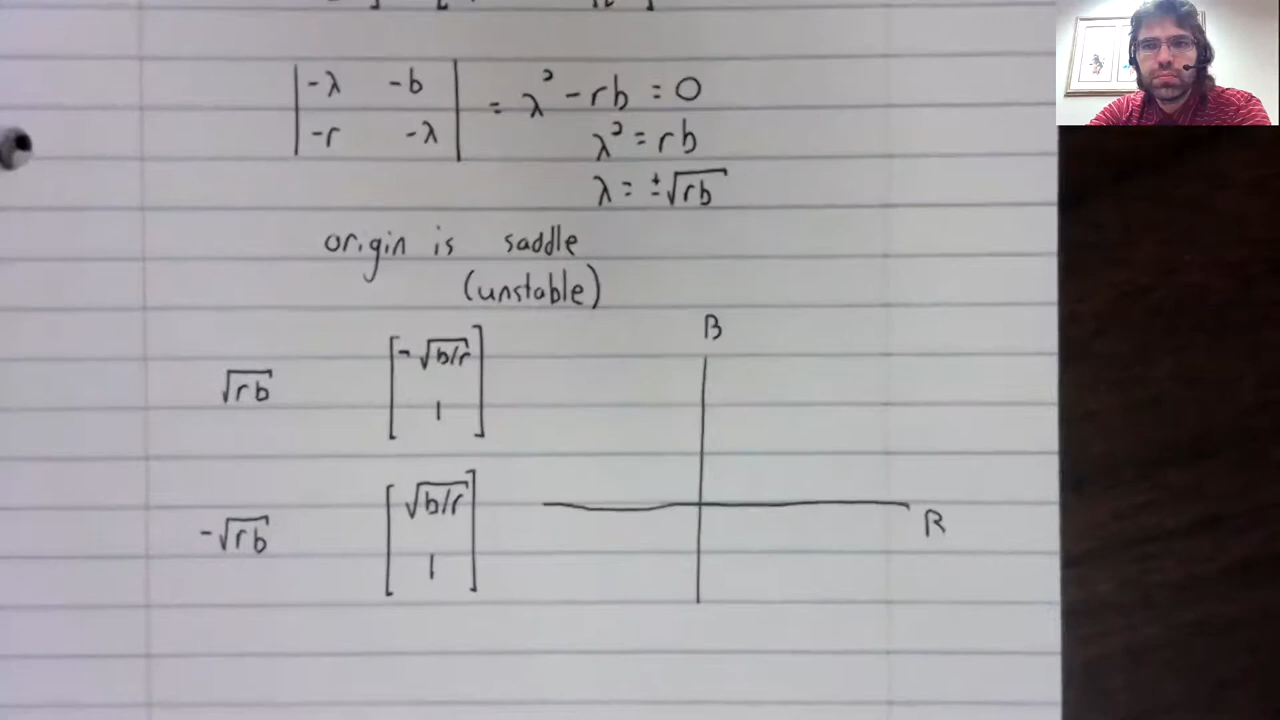 | -λ -b |
| -r -λ | = λ² - rb = 0
λ² = rb
λ = ±√rb
origin is saddle
(unstable)
B
√rb [ -√b/r
1 ]
R
-√rb [ √b/r
1 ]